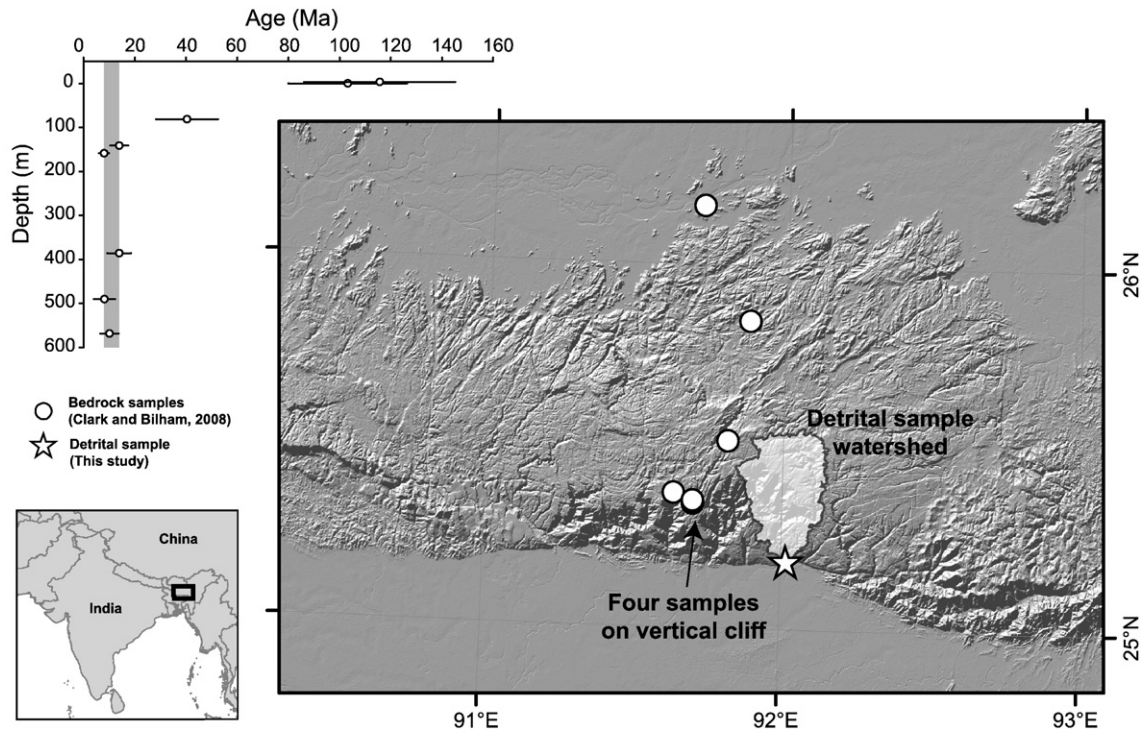 Age (Ma)
0 20 40 60 80 100 120 140 160
Depth (m)
0
100
200
300
400
500
600
Bedrock samples
(Clark and Bilham, 2008)
Detrital sample
(This study)
China
India
Detrital sample
watershed
Four samples
on vertical cliff
26°N
25°N
91°E 92°E 93°E